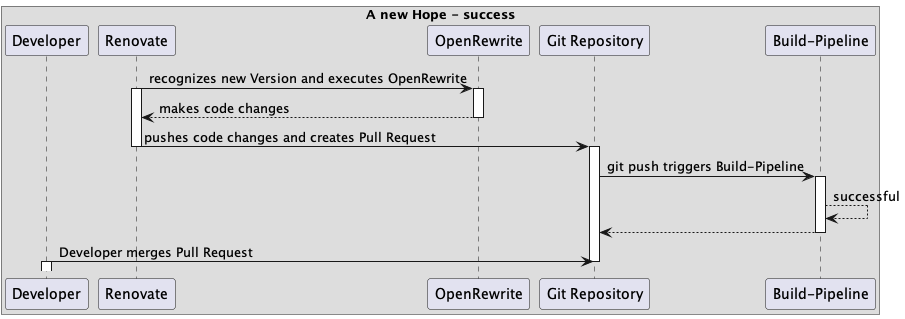 A new Hope - success
Developer
Renovate
OpenRewrite
Git Repository
Build-Pipeline
recognizes new Version and executes OpenRewrite
makes code changes
pushes code changes and creates Pull Request
git push triggers Build-Pipeline
successful
Developer merges Pull Request
Developer
Renovate
OpenRewrite
Git Repository
Build-Pipeline